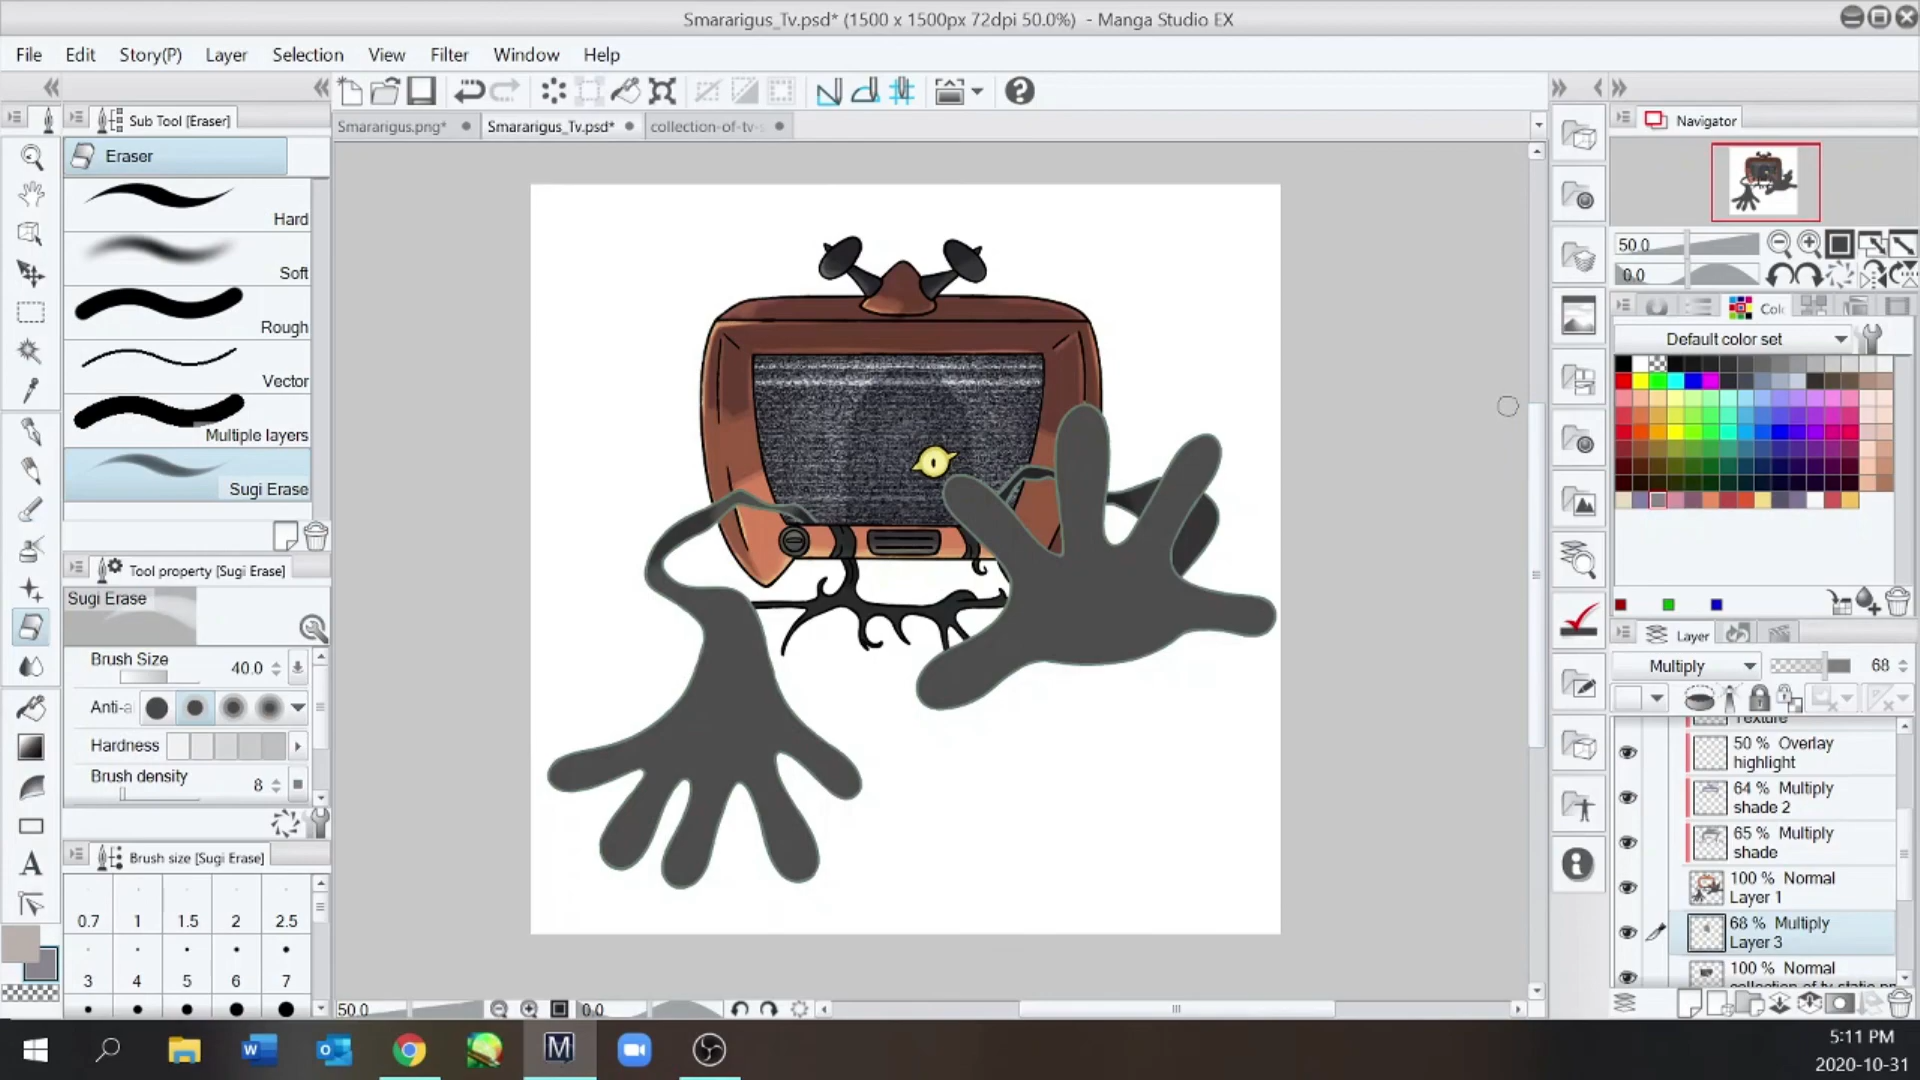 Smararigus_Tv.psd* (1500 x 1500px 72dpi 50.0%) - Manga Studio EX
File Edit Story(P) Layer Selection View Filter Window Help
Sub Tool [Eraser]
Smararigus.png* Smararigus_Tv.psd* collection-of-tv-s
Navigator
Eraser
Hard
Soft
Rough
Vector
Multiple layers
Sugi Erase
50.0
0.0
Default color set
Tool property [Sugi Erase]
Sugi Erase
Brush Size 40.0
Anti-a
Hardness
Brush density 8
Brush size [Sugi Erase]
0.7 1 1.5 2 2.5
3 4 5 6 7
Layer
Multiply 68
Texture
50 % Overlay
highlight
64 % Multiply
shade 2
65 % Multiply
shade
100 % Normal
Layer 1
68 % Multiply
Layer 3
100 % Normal
50.0 0.0
5:11 PM
2020-10-31